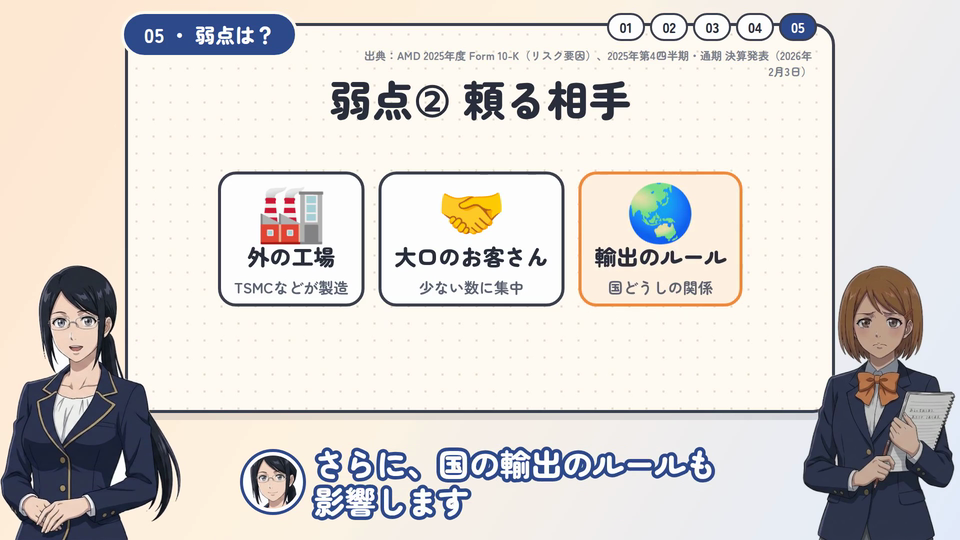 05 ・ 弱点は？
01 02 03 04 05
出典：AMD 2025年度 Form 10-K（リスク要因）、2025年第4四半期・通期 決算発表（2026年
2月3日）
弱点② 頼る相手
外の工場
TSMCなどが製造
大口のお客さん
少ない数に集中
輸出のルール
国どうしの関係
さらに、国の輸出のルールも
影響します